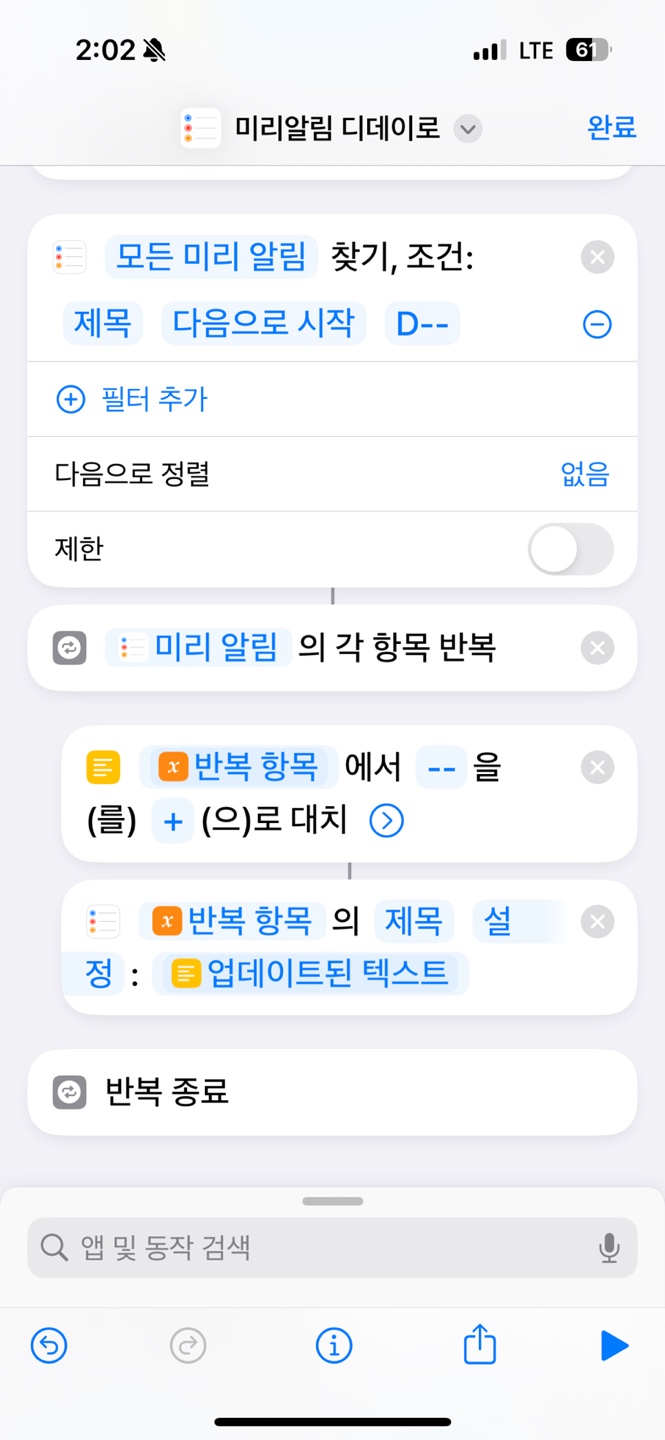 2:02 LTE 61
미리알림 디데이로 완료
모든 미리 알림 찾기, 조건:
제목 다음으로 시작 D--
필터 추가
다음으로 정렬 없음
제한
미리 알림 의 각 항목 반복
x 반복 항목 에서 -- 을
(를) + (으)로 대치
x 반복 항목 의 제목 설
정 : 업데이트된 텍스트
반복 종료
앱 및 동작 검색